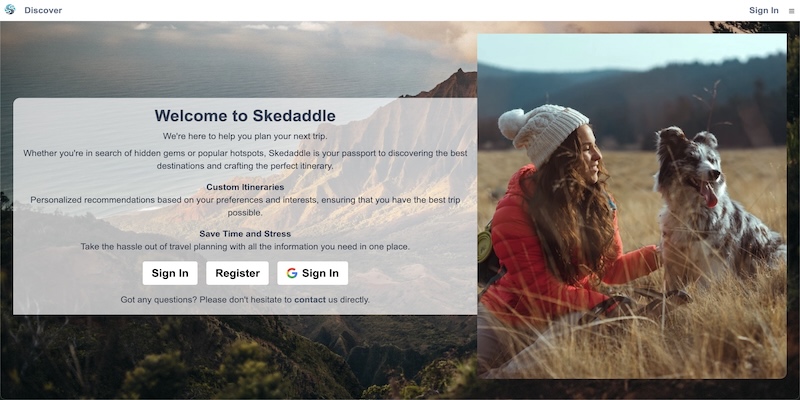 Discover
Sign In
Welcome to Skedaddle
We're here to help you plan your next trip.
Whether you're in search of hidden gems or popular hotspots, Skedaddle is your passport to discovering the best
destinations and crafting the perfect itinerary.
Custom Itineraries
Personalized recommendations based on your preferences and interests, ensuring that you have the best trip
possible.
Save Time and Stress
Take the hassle out of travel planning with all the information you need in one place.
Sign In
Register
Sign In
Got any questions? Please don't hesitate to contact us directly.